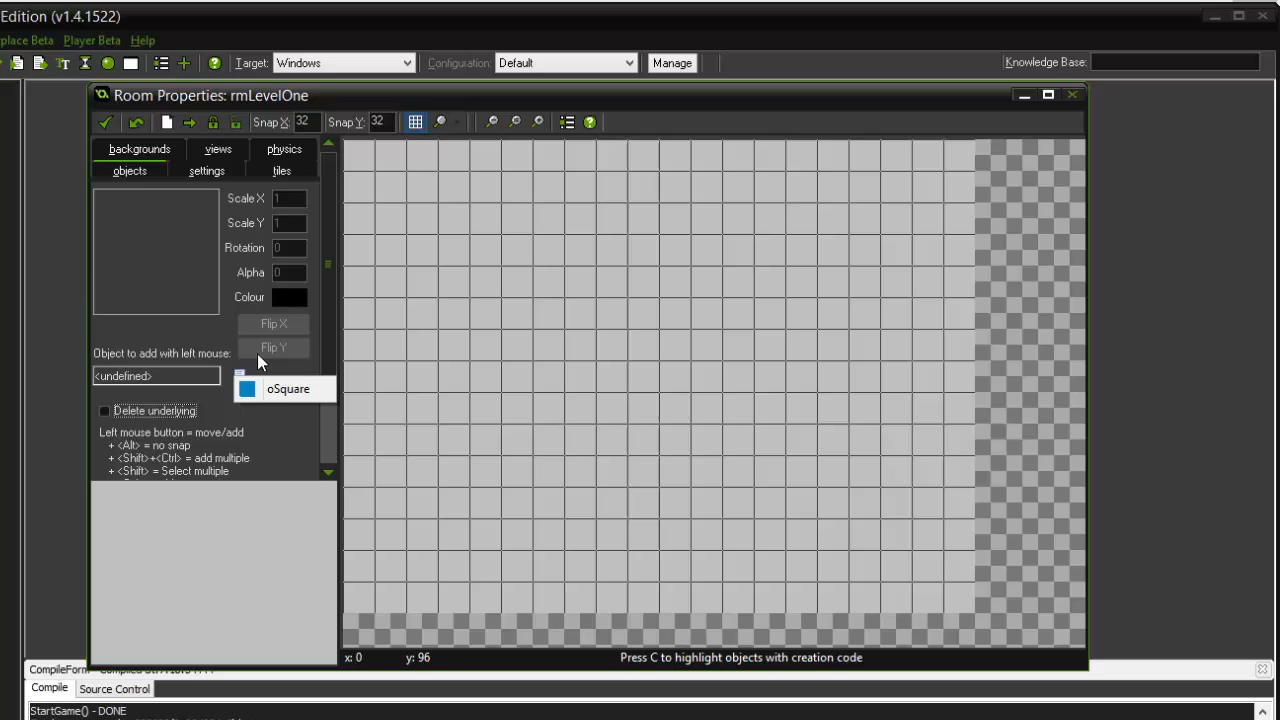 Edition (v1.4.1522)
place Beta Player Beta Help
Target: Windows Configuration: Default Manage Knowledge Base:
Room Properties: rmLevelOne
Snap X: 32 Snap Y: 32
backgrounds views physics
objects settings tiles
Scale X 1
Scale Y 1
Rotation 0
Alpha 0
Colour
Flip X
Flip Y
Object to add with left mouse:
<undefined>
oSquare
Delete underlying
Left mouse button = move/add
+ <Alt> = no snap
+ <Shift>+<Ctrl> = add multiple
+ <Shift> = Select multiple
x: 0 y: 96 Press C to highlight objects with creation code
Compile Source Control
StartGame() - DONE